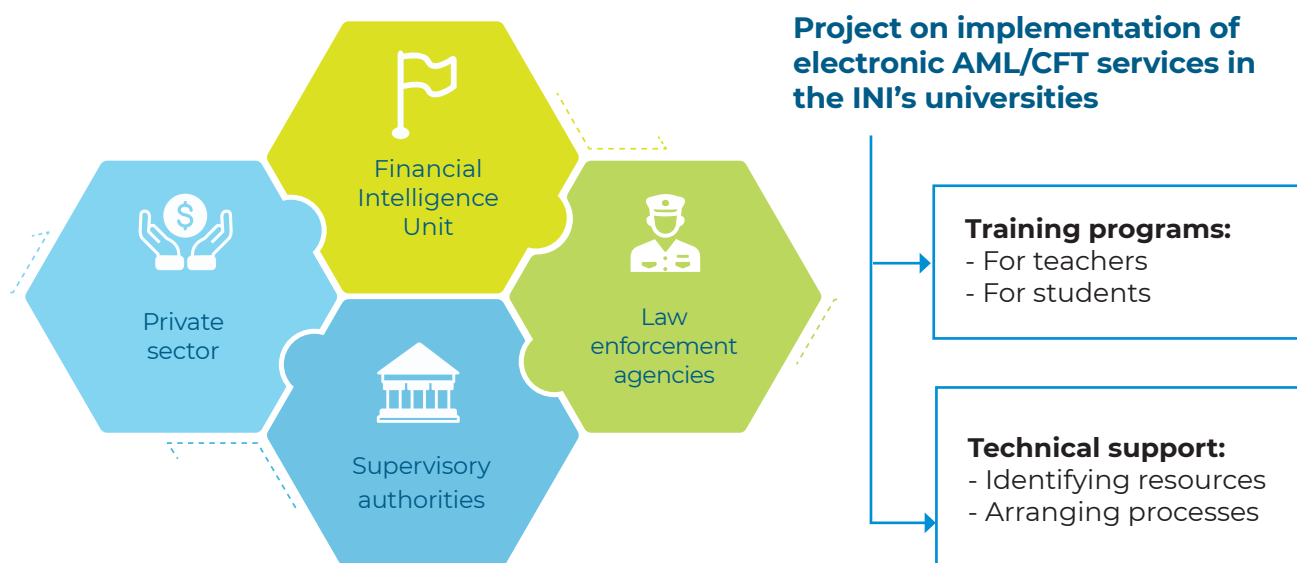 Financial
Intelligence
Unit
$
Private
sector
Law
enforcement
agencies
Supervisory
authorities
Project on implementation of
electronic AML/CFT services in
the INI’s universities
Training programs:
- For teachers
- For students
Technical support:
- Identifying resources
- Arranging processes